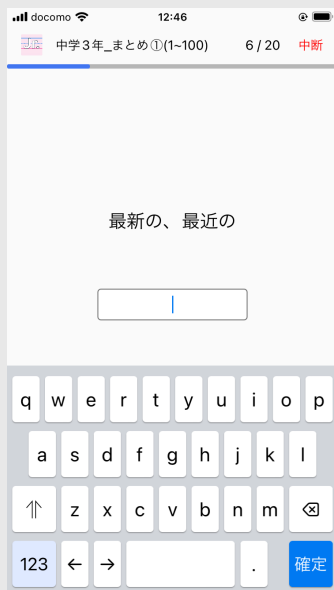 docomo 12:46
中学3年_まとめ①(1~100) 6 / 20 中断
最新の、最近の
q w e r t y u i o p
a s d f g h j k l
z x c v b n m
123 ← → . 確定